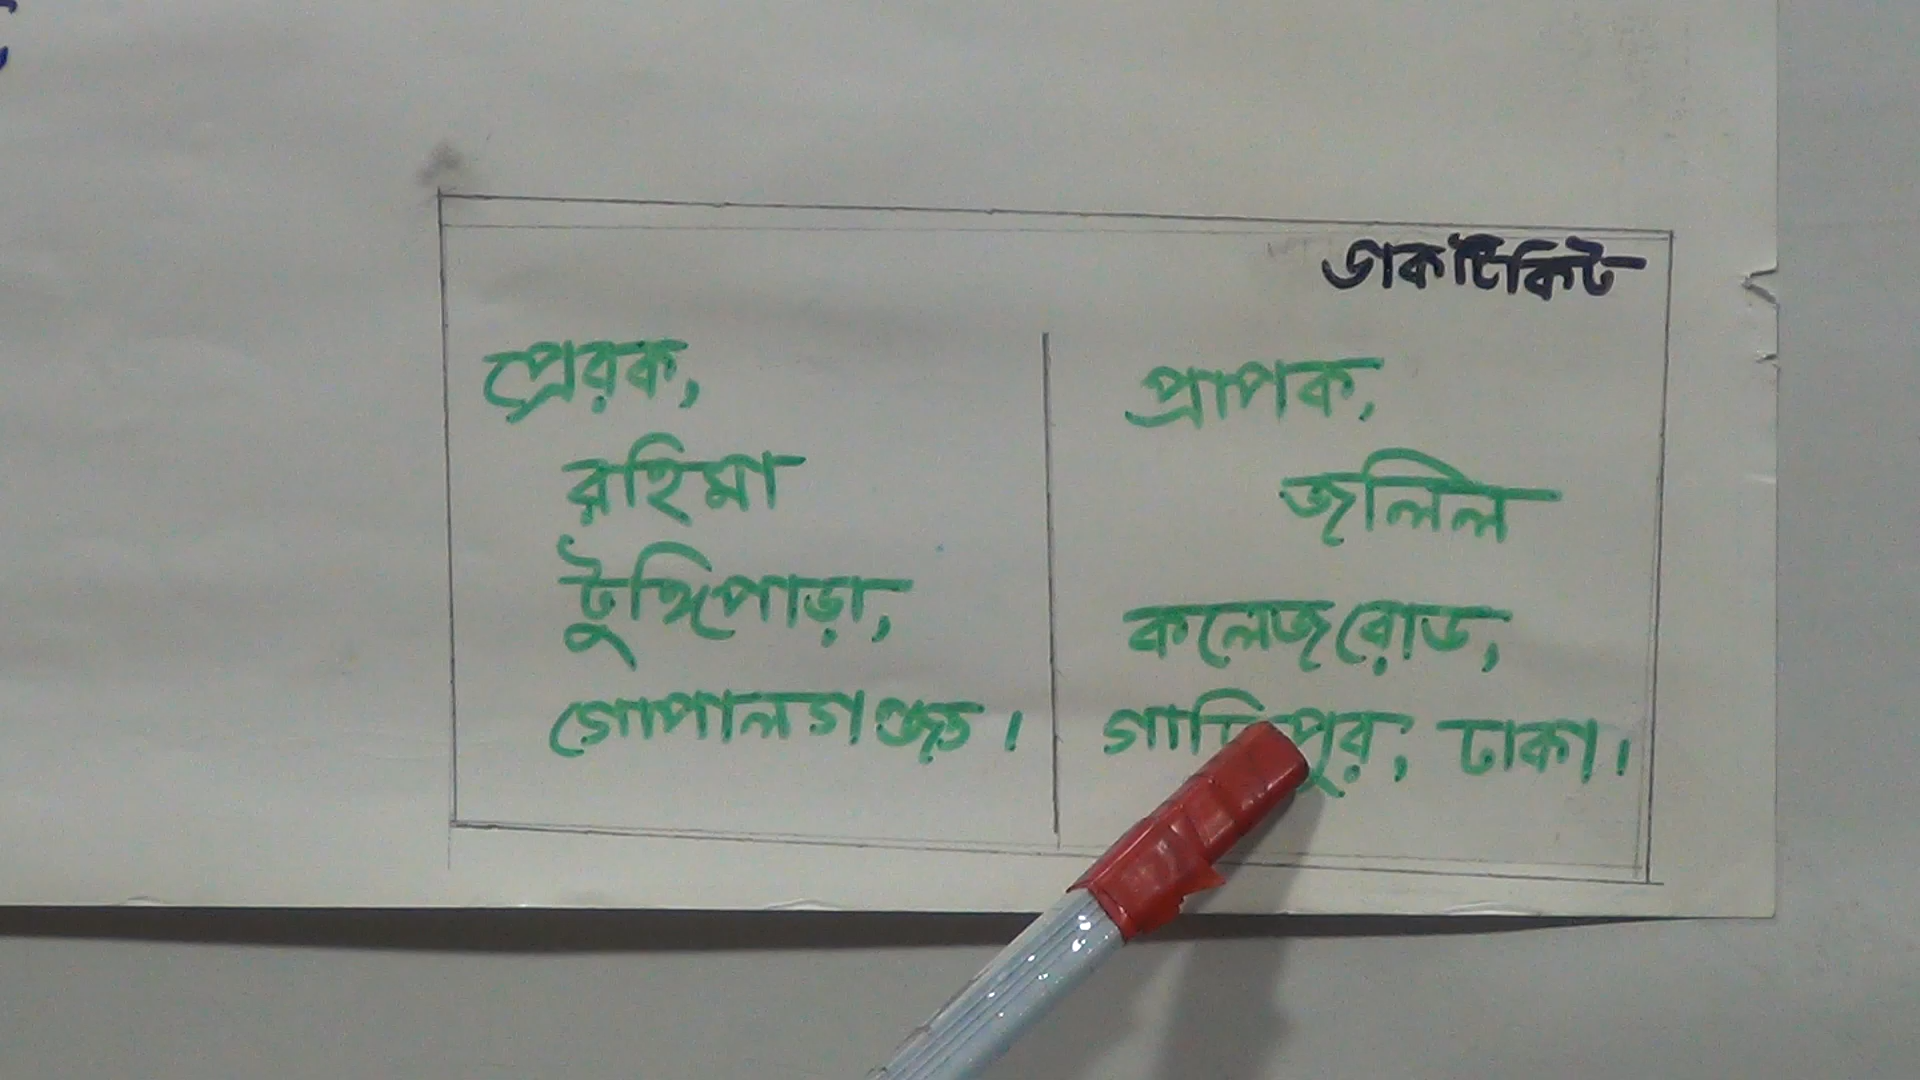 ডাকটিকিট
প্রেরক,
রহিমা
টুঙ্গিপাড়া,
গোপালগঞ্জ।
প্রাপক,
জলিল
কলেজরোড,
ঢাকা।